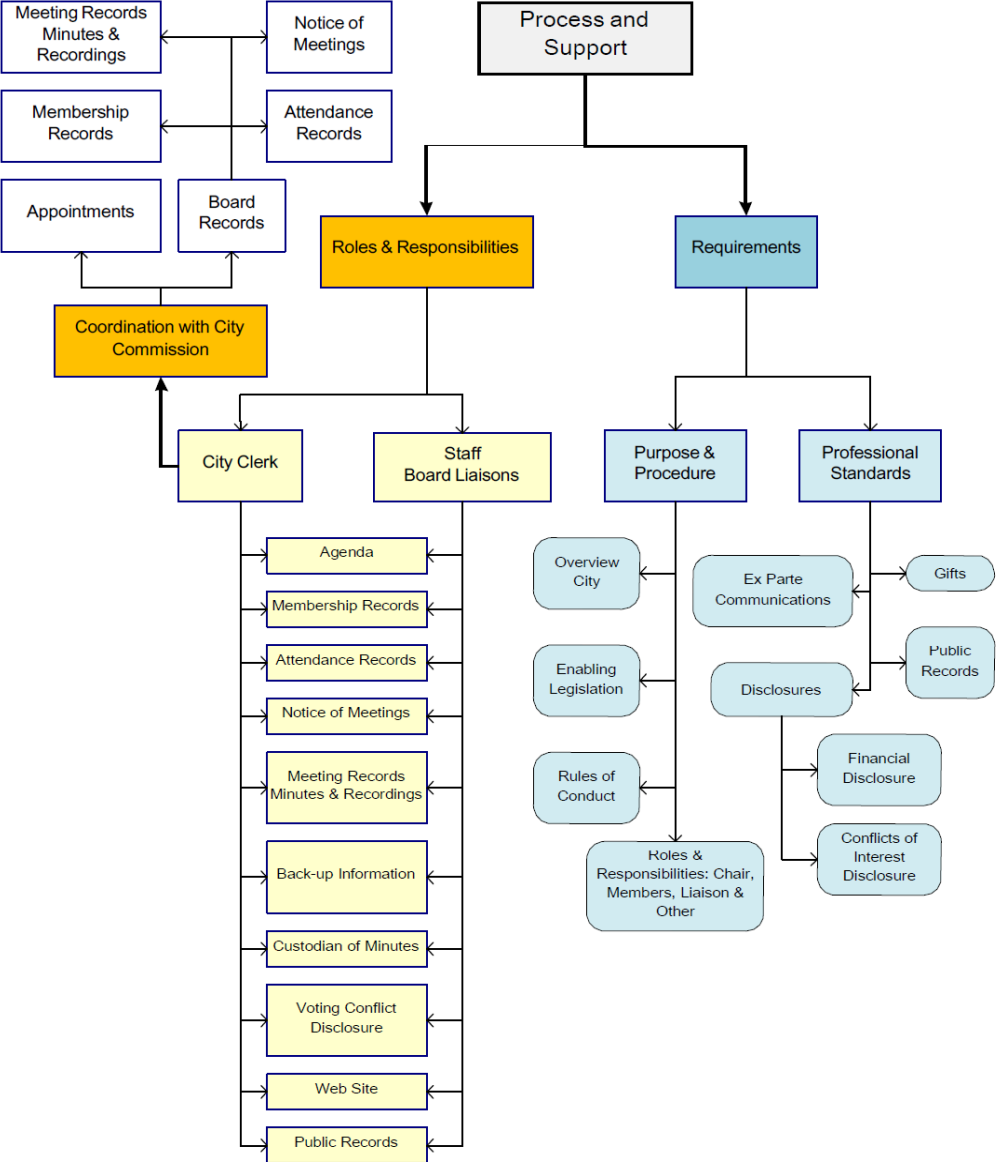 Meeting Records
Minutes &
Recordings
Notice of
Meetings
Process and
Support
Membership
Records
Attendance
Records
Appointments
Board
Records
Roles & Responsibilities
Requirements
Coordination with City
Commission
City Clerk
Staff
Board Liaisons
Purpose &
Procedure
Professional
Standards
Agenda
Membership Records
Attendance Records
Notice of Meetings
Meeting Records
Minutes & Recordings
Back-up Information
Custodian of Minutes
Voting Conflict
Disclosure
Web Site
Public Records
Overview
City
Enabling
Legislation
Rules of
Conduct
Roles &
Responsibilities: Chair,
Members, Liaison &
Other
Ex Parte
Communications
Gifts
Public
Records
Disclosures
Financial
Disclosure
Conflicts of
Interest
Disclosure